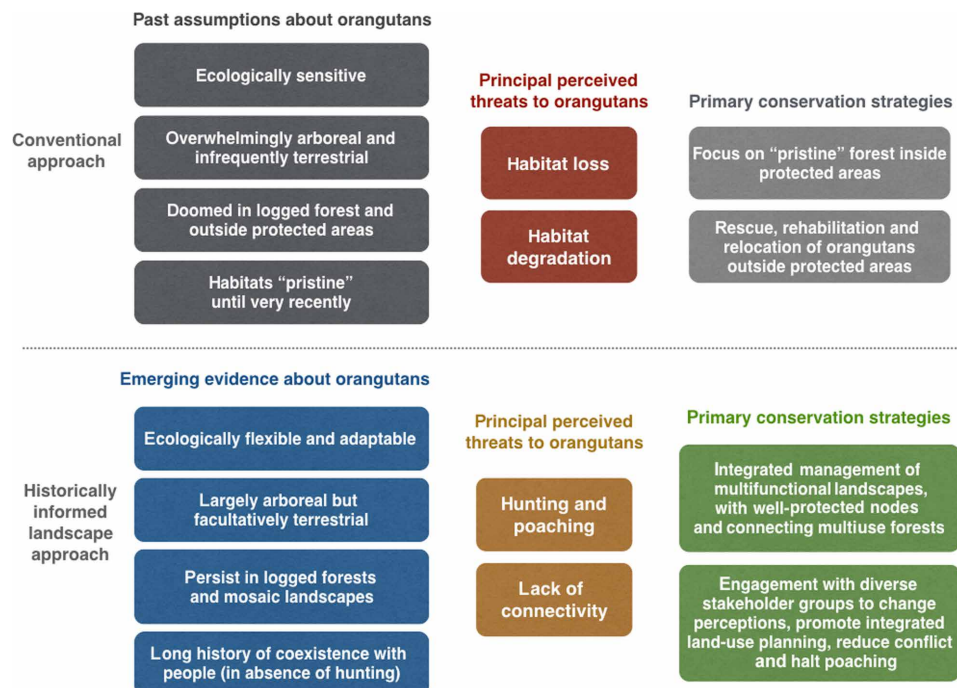 Past assumptions about orangutans
Ecologically sensitive
Overwhelmingly arboreal and
infrequently terrestrial
Doomed in logged forest and
outside protected areas
Habitats “pristine”
until very recently
Conventional
approach
Principal perceived
threats to orangutans
Habitat loss
Habitat
degradation
Primary conservation strategies
Focus on “pristine” forest inside
protected areas
Rescue, rehabilitation and
relocation of orangutans
outside protected areas
Emerging evidence about orangutans
Ecologically flexible and adaptable
Largely arboreal but
facultatively terrestrial
Persist in logged forests
and mosaic landscapes
Long history of coexistence with
people (in absence of hunting)
Historically
informed
landscape
approach
Principal perceived
threats to orangutans
Hunting and
poaching
Lack of
connectivity
Primary conservation strategies
Integrated management of
multifunctional landscapes,
with well-protected nodes
and connecting multiuse forests
Engagement with diverse
stakeholder groups to change
perceptions, promote integrated
land-use planning, reduce conflict
and halt poaching